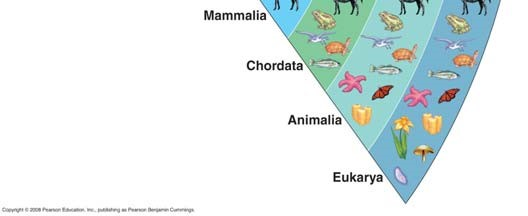 Mammalia
Chordata
Animalia
Eukarya
Copyright © 2008 Pearson Education, Inc., publishing as Pearson Benjamin Cummings.